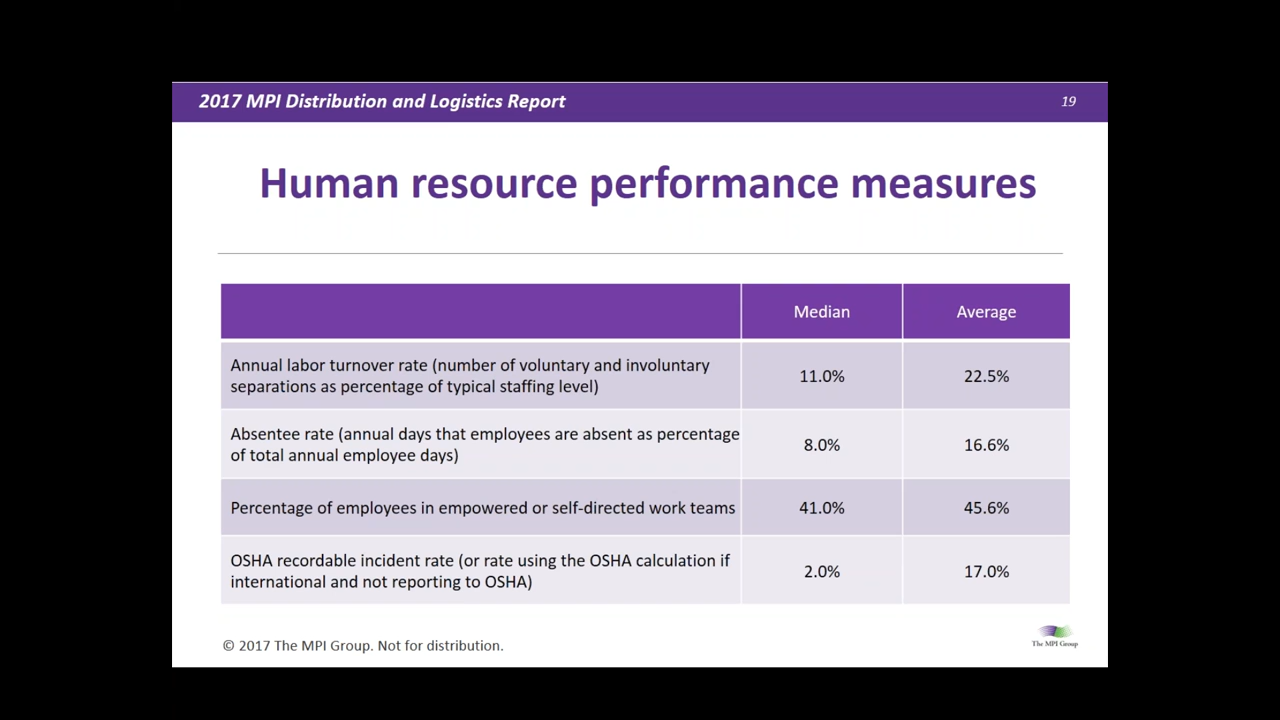 2017 MPI Distribution and Logistics Report
19
Human resource performance measures
Median
Average
Annual labor turnover rate (number of voluntary and involuntary
separations as percentage of typical staffing level)
11.0%
22.5%
Absentee rate (annual days that employees are absent as percentage
of total annual employee days)
8.0%
16.6%
Percentage of employees in empowered or self-directed work teams
41.0%
45.6%
OSHA recordable incident rate (or rate using the OSHA calculation if
international and not reporting to OSHA)
2.0%
17.0%
© 2017 The MPI Group. Not for distribution.
The MPI Group